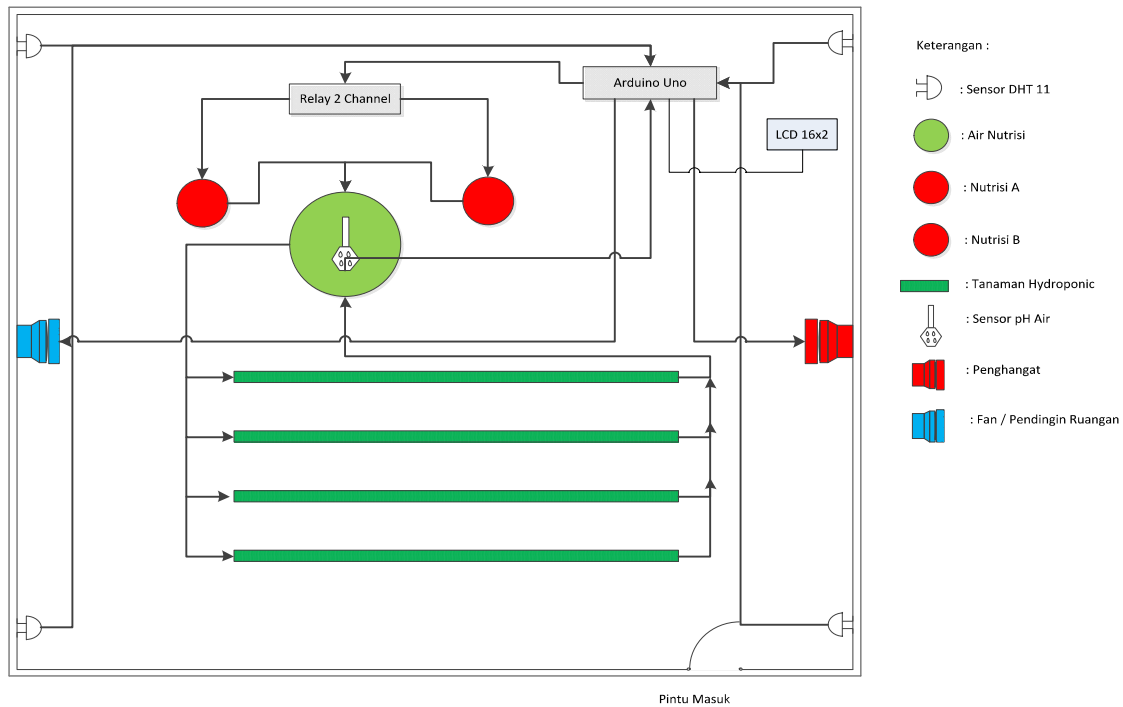 Arduino Uno
Relay 2 Channel
LCD 16x2
Pintu Masuk
Keterangan :
: Sensor DHT 11
: Air Nutrisi
: Nutrisi A
: Nutrisi B
: Tanaman Hydroponic
: Sensor pH Air
: Penghangat
: Fan / Pendingin Ruangan